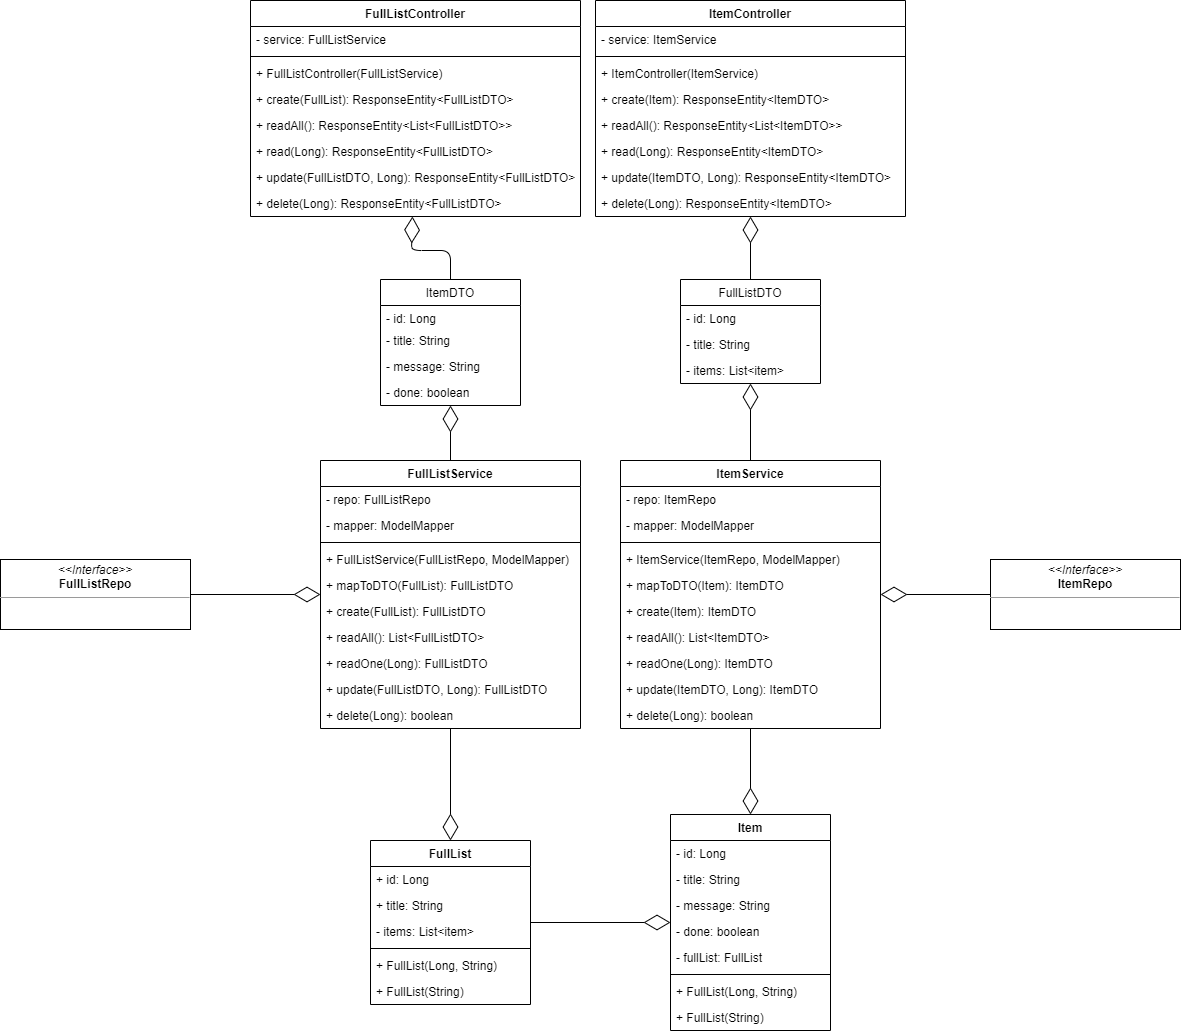 FullListController
- service: FullListService
+ FullListController(FullListService)
+ create(FullList): ResponseEntity<FullListDTO>
+ readAll(): ResponseEntity<List<FullListDTO>>
+ read(Long): ResponseEntity<FullListDTO>
+ update(FullListDTO, Long): ResponseEntity<FullListDTO>
+ delete(Long): ResponseEntity<FullListDTO>
ItemController
- service: ItemService
+ ItemController(ItemService)
+ create(Item): ResponseEntity<ItemDTO>
+ readAll(): ResponseEntity<List<ItemDTO>>
+ read(Long): ResponseEntity<ItemDTO>
+ update(ItemDTO, Long): ResponseEntity<ItemDTO>
+ delete(Long): ResponseEntity<ItemDTO>
ItemDTO
- id: Long
- title: String
- message: String
- done: boolean
FullListDTO
- id: Long
- title: String
- items: List<item>
FullListService
- repo: FullListRepo
- mapper: ModelMapper
+ FullListService(FullListRepo, ModelMapper)
+ mapToDTO(FullList): FullListDTO
+ create(FullList): FullListDTO
+ readAll(): List<FullListDTO>
+ readOne(Long): FullListDTO
+ update(FullListDTO, Long): FullListDTO
+ delete(Long): boolean
ItemService
- repo: ItemRepo
- mapper: ModelMapper
+ ItemService(ItemRepo, ModelMapper)
+ mapToDTO(Item): ItemDTO
+ create(Item): ItemDTO
+ readAll(): List<ItemDTO>
+ readOne(Long): ItemDTO
+ update(ItemDTO, Long): ItemDTO
+ delete(Long): boolean
<<Interface>>
FullListRepo
<<Interface>>
ItemRepo
FullList
+ id: Long
+ title: String
- items: List<item>
+ FullList(Long, String)
+ FullList(String)
Item
- id: Long
- title: String
- message: String
- done: boolean
- fullList: FullList
+ FullList(Long, String)
+ FullList(String)